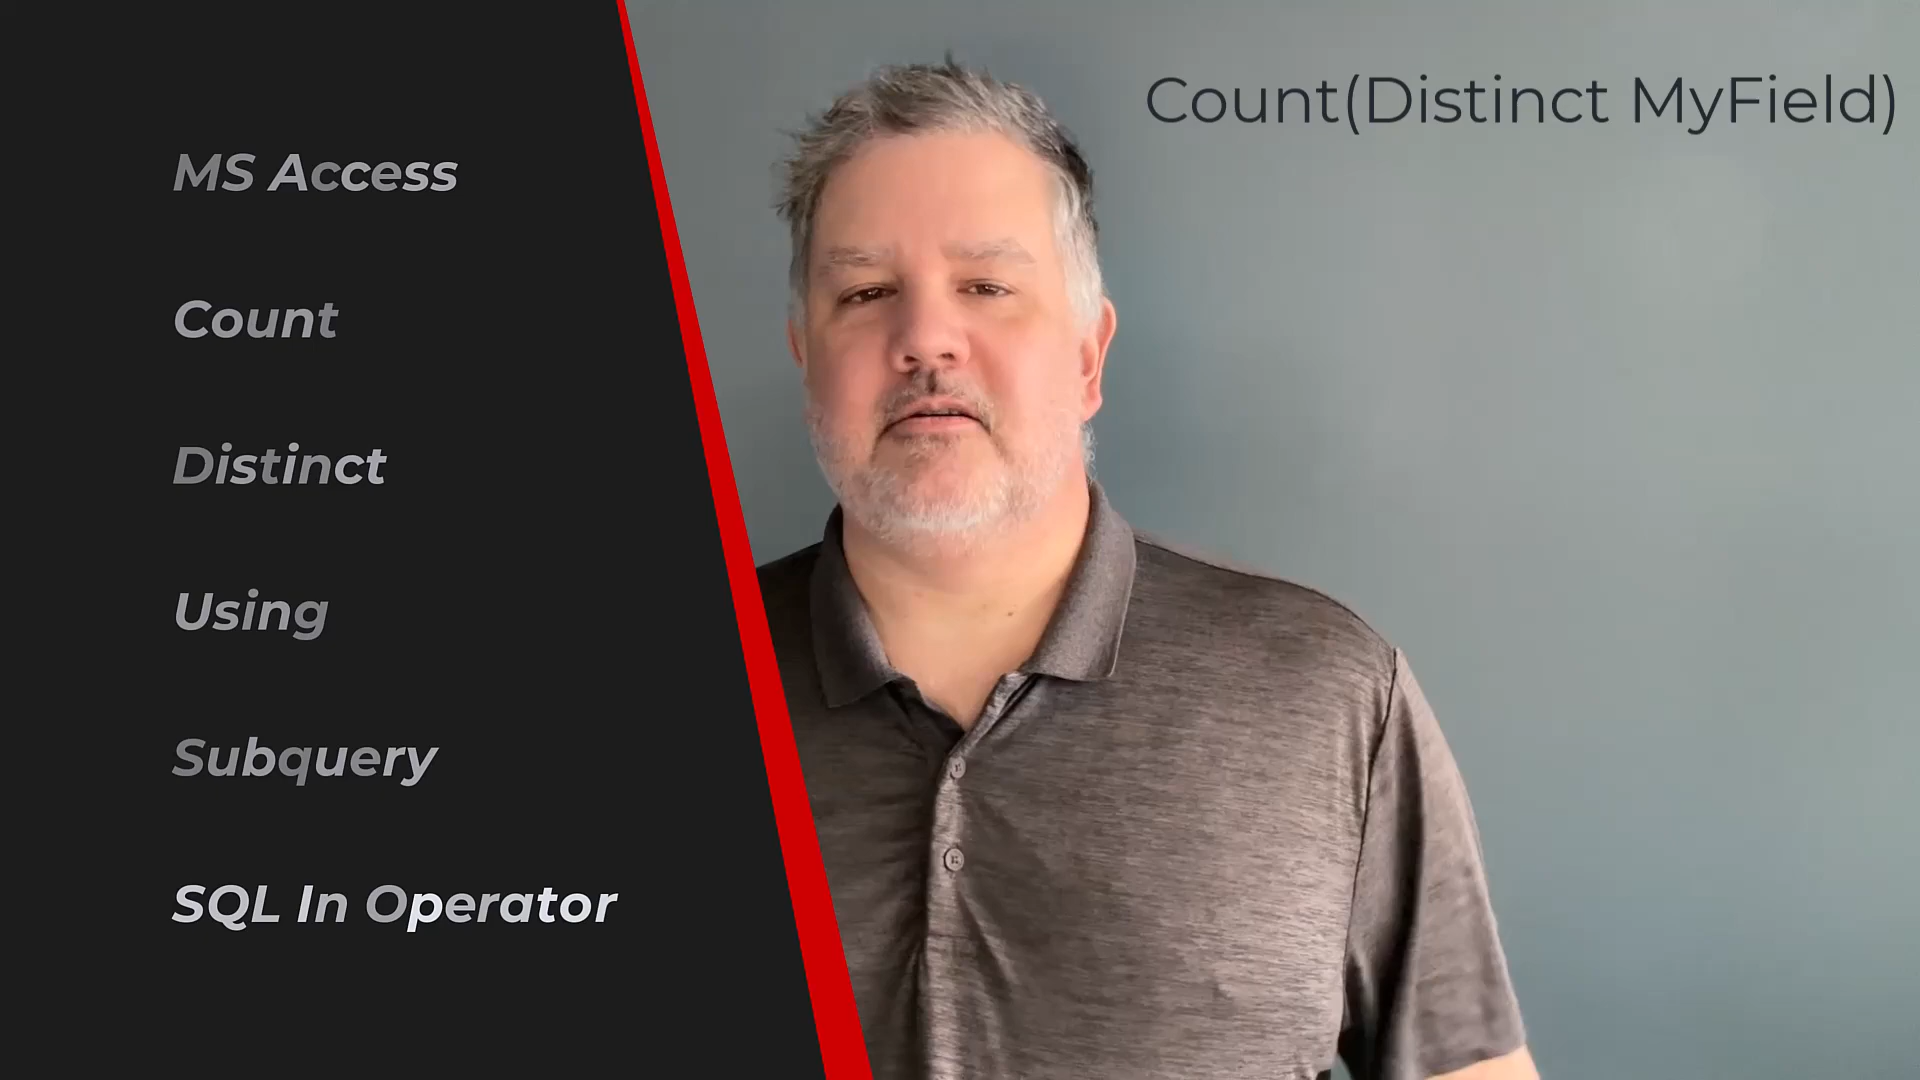 MS Access
Count
Distinct
Using
Subquery
SQL In Operator
Count(Distinct MyField)